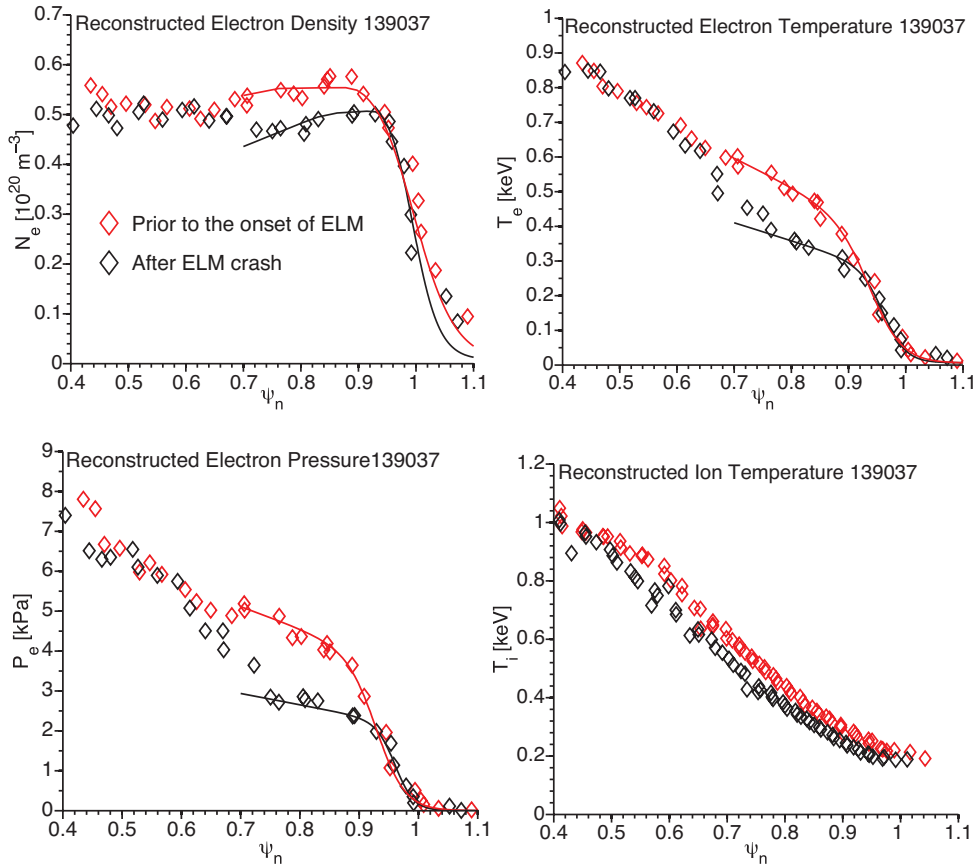 Reconstructed Electron Density 139037
0.7
0.6
0.5
0.4
0.3
0.2
0.1
0
N_e [10^20 m^−3]
Prior to the onset of ELM
After ELM crash
0.4 0.5 0.6 0.7 0.8 0.9 1 1.1
ψ_n
Reconstructed Electron Temperature 139037
1
0.9
0.8
0.7
0.6
0.5
0.4
0.3
0.2
0.1
0
T_e [keV]
0.4 0.5 0.6 0.7 0.8 0.9 1 1.1
ψ_n
Reconstructed Electron Pressure139037
9
8
7
6
5
4
3
2
1
0
P_e [kPa]
0.4 0.5 0.6 0.7 0.8 0.9 1 1.1
ψ_n
Reconstructed Ion Temperature 139037
1.2
1
0.8
0.6
0.4
0.2
0
T_i [keV]
0.4 0.5 0.6 0.7 0.8 0.9 1 1.1
ψ_n